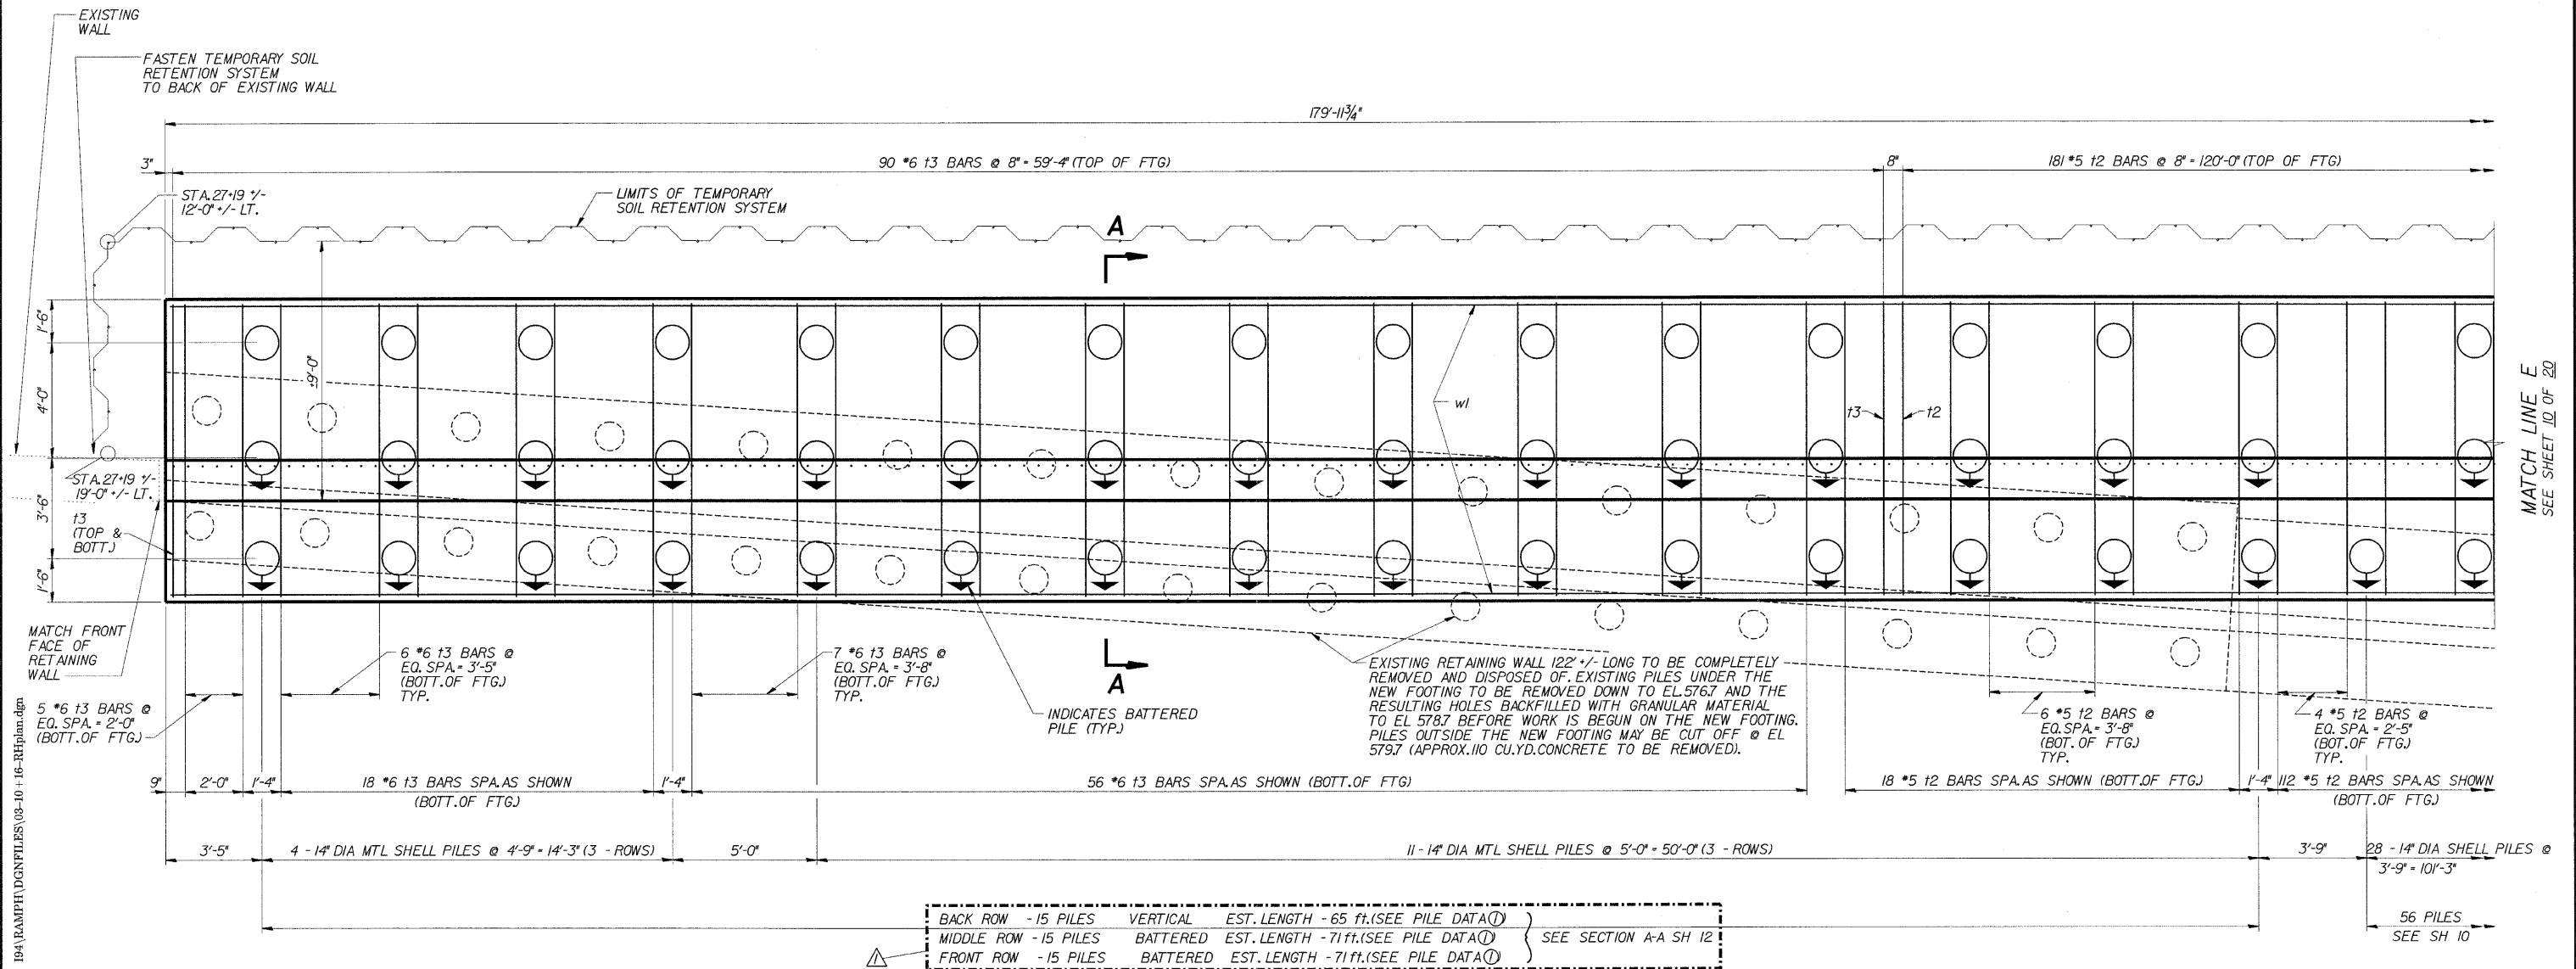 EXISTING
WALL
FASTEN TEMPORARY SOIL
RETENTION SYSTEM
TO BACK OF EXISTING WALL
179'-11¾"
3"
90 #6 t3 BARS @ 8" = 59'-4" (TOP OF FTG)
8"
181 #5 t2 BARS @ 8" = 120'-0" (TOP OF FTG)
STA. 27+19 +/-
12'-0" +/- LT.
LIMITS OF TEMPORARY
SOIL RETENTION SYSTEM
A
1'-6"
4'-0"
±9'-0"
w1
t3
t2
MATCH LINE E
SEE SHEET 10 OF 20
STA. 27+19 +/-
19'-0" +/- LT.
3'-6"
t3
(TOP &
BOTT.)
1'-6"
MATCH FRONT
FACE OF
RETAINING
WALL
6 #6 t3 BARS @
EQ. SPA. = 3'-5"
(BOTT. OF FTG.)
TYP.
7 #6 t3 BARS @
EQ. SPA. = 3'-8"
(BOTT. OF FTG.)
TYP.
A
EXISTING RETAINING WALL 122' +/- LONG TO BE COMPLETELY
REMOVED AND DISPOSED OF. EXISTING PILES UNDER THE
NEW FOOTING TO BE REMOVED DOWN TO EL. 576.7 AND THE
RESULTING HOLES BACKFILLED WITH GRANULAR MATERIAL
TO EL 578.7 BEFORE WORK IS BEGUN ON THE NEW FOOTING.
PILES OUTSIDE THE NEW FOOTING MAY BE CUT OFF @ EL
579.7 (APPROX. 110 CU. YD. CONCRETE TO BE REMOVED).
5 #6 t3 BARS @
EQ. SPA. = 2'-0"
(BOTT. OF FTG.)
INDICATES BATTERED
PILE (TYP.)
6 #5 t2 BARS @
EQ. SPA. = 3'-8"
(BOT. OF FTG.)
TYP.
4 #5 t2 BARS @
EQ. SPA. = 2'-5"
(BOT. OF FTG.)
TYP.
9"
2'-0"
1'-4"
18 #6 t3 BARS SPA. AS SHOWN
(BOTT. OF FTG.)
1'-4"
56 #6 t3 BARS SPA. AS SHOWN (BOTT. OF FTG)
18 #5 t2 BARS SPA. AS SHOWN (BOTT. OF FTG.)
1'-4"
112 #5 t2 BARS SPA. AS SHOWN
(BOTT. OF FTG.)
3'-5"
4 - 14" DIA MTL SHELL PILES @ 4'-9" = 14'-3" (3 - ROWS)
5'-0"
11 - 14" DIA MTL SHELL PILES @ 5'-0" = 50'-0" (3 - ROWS)
3'-9"
28 - 14" DIA SHELL PILES @
3'-9" = 101'-3"
BACK ROW - 15 PILES VERTICAL EST. LENGTH - 65 ft. (SEE PILE DATA ①)
MIDDLE ROW - 15 PILES BATTERED EST. LENGTH - 71 ft. (SEE PILE DATA ①)
FRONT ROW - 15 PILES BATTERED EST. LENGTH - 71 ft. (SEE PILE DATA ①)
SEE SECTION A-A SH 12
1
56 PILES
SEE SH 10
I94\RAMPH\DGNFILES\03-10+16-RHplan.dgn